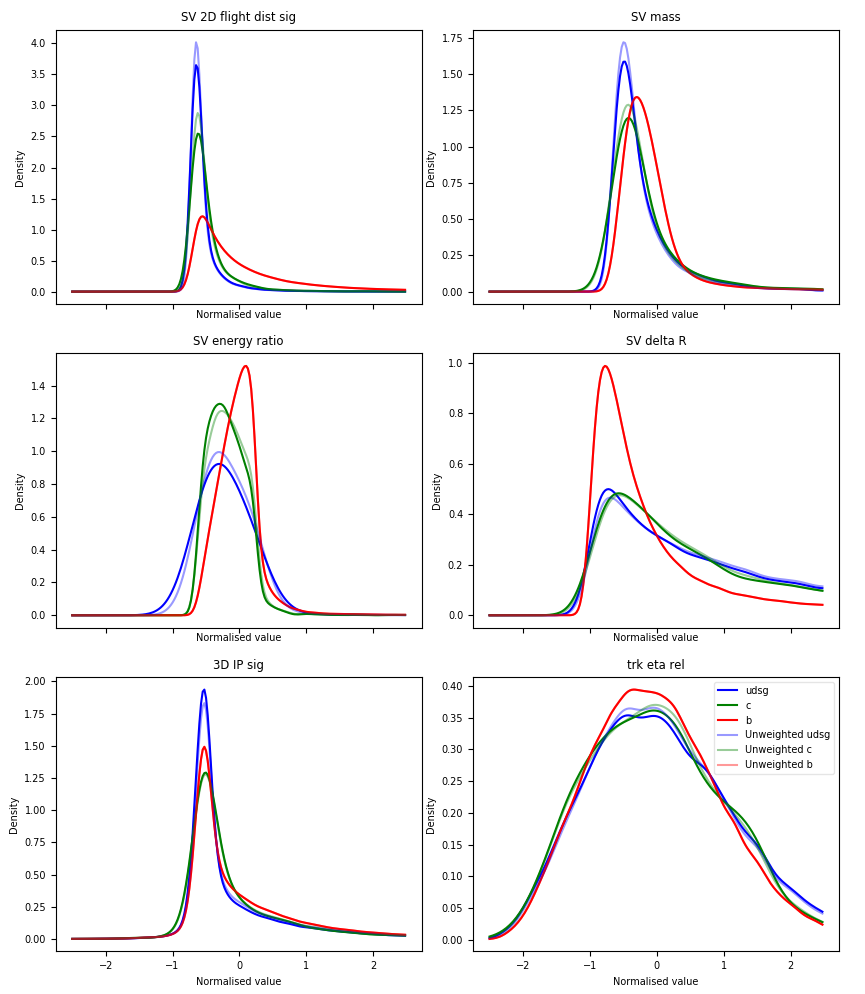 SV 2D flight dist sig
4.0
3.5
3.0
2.5
2.0
1.5
1.0
0.5
0.0
Density
Normalised value
SV mass
1.75
1.50
1.25
1.00
0.75
0.50
0.25
0.00
Density
Normalised value
SV energy ratio
1.4
1.2
1.0
0.8
0.6
0.4
0.2
0.0
Density
Normalised value
SV delta R
1.0
0.8
0.6
0.4
0.2
0.0
Density
Normalised value
3D IP sig
2.00
1.75
1.50
1.25
1.00
0.75
0.50
0.25
0.00
Density
−2 −1 0 1 2
Normalised value
trk eta rel
0.40
0.35
0.30
0.25
0.20
0.15
0.10
0.05
0.00
Density
udsg
c
b
Unweighted udsg
Unweighted c
Unweighted b
−2 −1 0 1 2
Normalised value